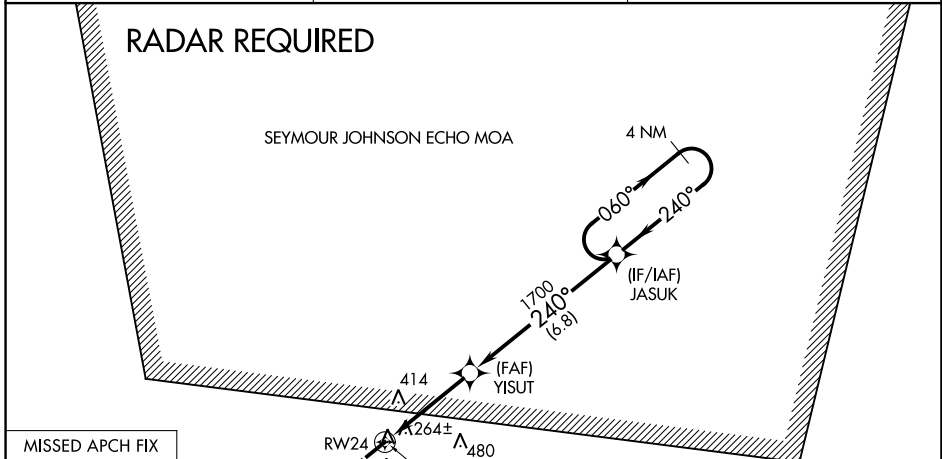 RADAR REQUIRED
SEYMOUR JOHNSON ECHO MOA
4 NM
060°
240°
(IF/IAF)
JASUK
1700
240°
(6.8)
(FAF)
YISUT
414
264±
RW24
480
MISSED APCH FIX